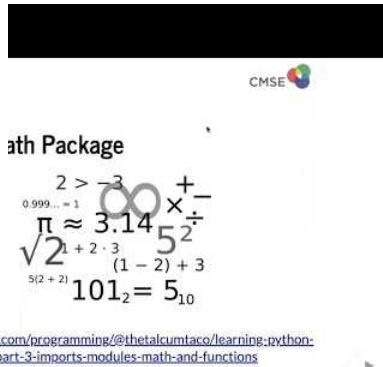 CMSE
ath Package
2 > −3
∞
+ −
× ÷
0.999... = 1
π ≈ 3.14
5²
√2
1 + 2 · 3
(1 − 2) + 3
5(2 + 2)
101₂ = 5₁₀
.com/programming/@thetalcumtaco/learning-python-
part-3-imports-modules-math-and-functions